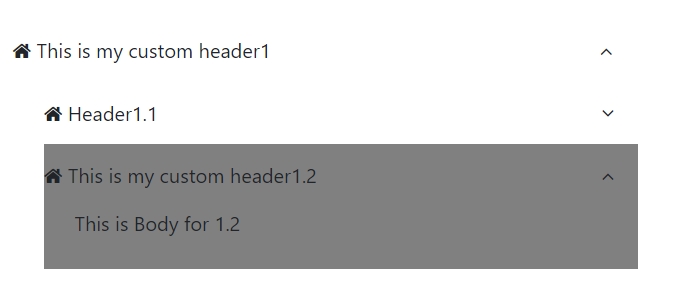 This is my custom header1
Header1.1
This is my custom header1.2
This is Body for 1.2